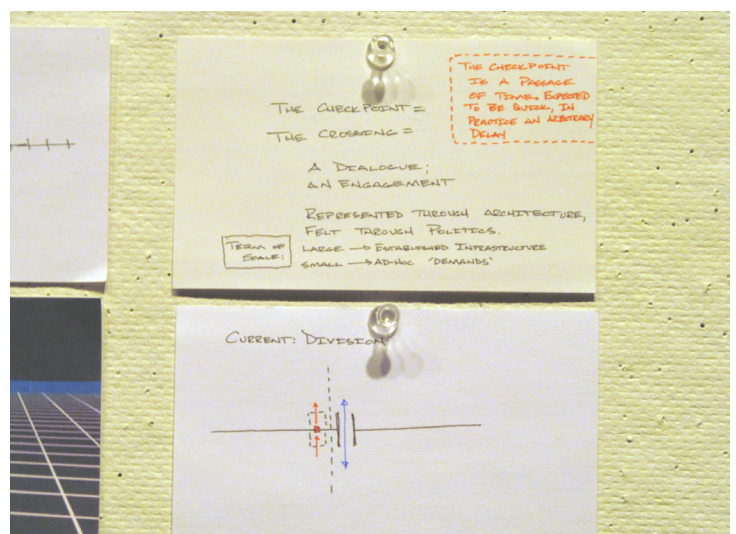 THE CHECKPOINT
IS A PASSAGE
OF TIME, EXPECTED
TO BE QUICK, IN
PRACTICE AN ARBITRARY
DELAY
THE CHECKPOINT =
THE CROSSING =
A DIALOGUE;
AN ENGAGEMENT
REPRESENTED THROUGH ARCHITECTURE,
FELT THROUGH POLITICS.
TERM OF
SCALE:
LARGE → ESTABLISHED INFRASTRUCTURE
SMALL → AD-HOC 'DEMANDS'
CURRENT: DIVISION